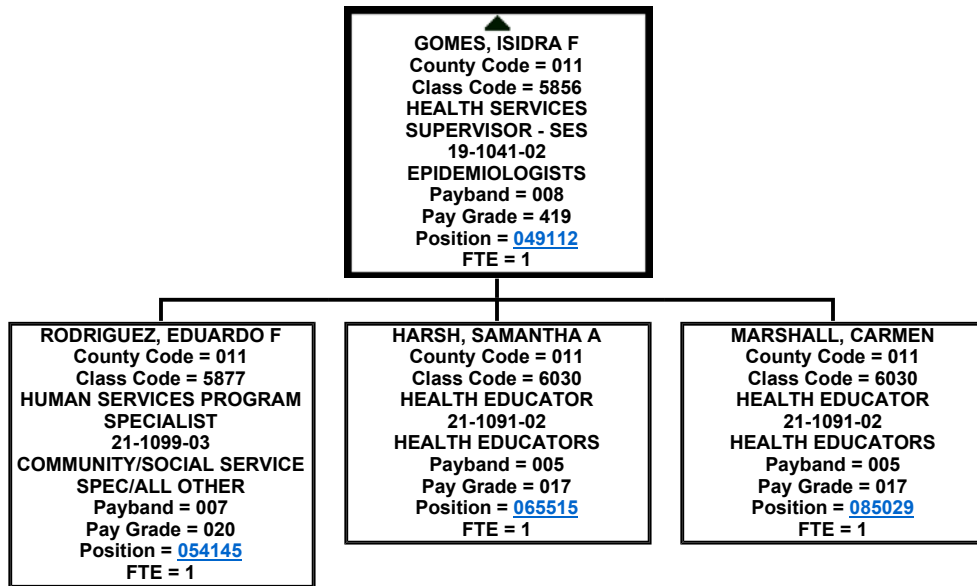 GOMES, ISIDRA F
County Code = 011
Class Code = 5856
HEALTH SERVICES
SUPERVISOR - SES
19-1041-02
EPIDEMIOLOGISTS
Payband = 008
Pay Grade = 419
Position = 049112
FTE = 1
RODRIGUEZ, EDUARDO F
County Code = 011
Class Code = 5877
HUMAN SERVICES PROGRAM
SPECIALIST
21-1099-03
COMMUNITY/SOCIAL SERVICE
SPEC/ALL OTHER
Payband = 007
Pay Grade = 020
Position = 054145
FTE = 1
HARSH, SAMANTHA A
County Code = 011
Class Code = 6030
HEALTH EDUCATOR
21-1091-02
HEALTH EDUCATORS
Payband = 005
Pay Grade = 017
Position = 065515
FTE = 1
MARSHALL, CARMEN
County Code = 011
Class Code = 6030
HEALTH EDUCATOR
21-1091-02
HEALTH EDUCATORS
Payband = 005
Pay Grade = 017
Position = 085029
FTE = 1